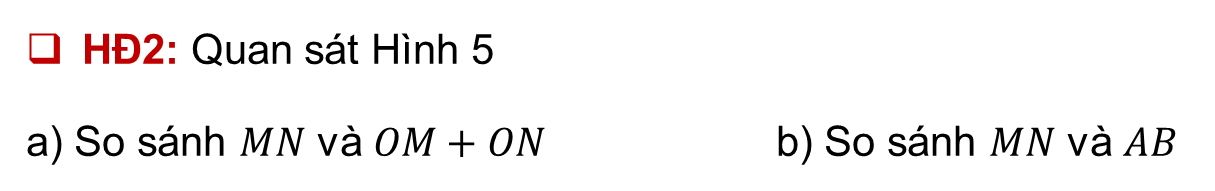 ❑ HĐ2: Quan sát Hình 5
a) So sánh MN và OM + ON b) So sánh MN và AB